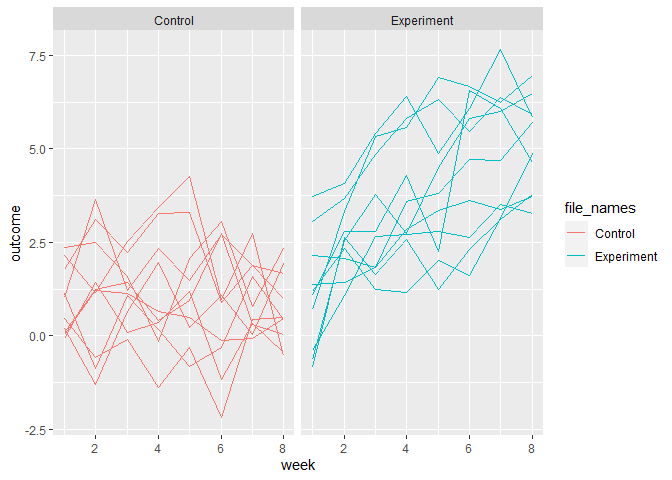 Control
Experiment
7.5
5.0
2.5
0.0
-2.5
outcome
2 4 6 8
2 4 6 8
week
file_names
Control
Experiment